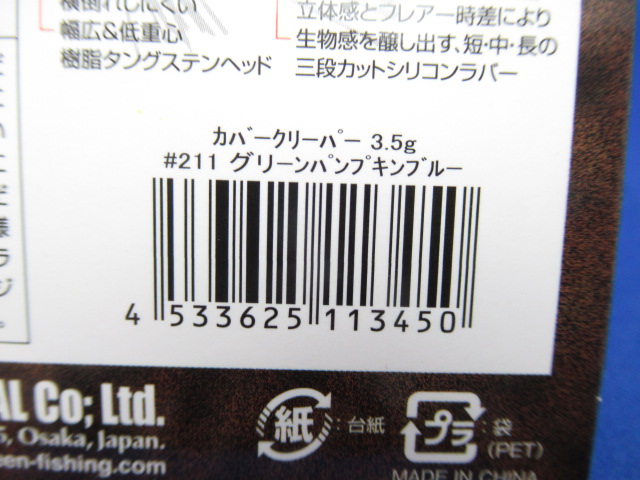 横倒れしにくい
幅広&低重心
樹脂タングステンヘッド
立体感とフレアー時差により
生物感を醸し出す、短・中・長の
三段カットシリコンラバー
カバークリーパー 3.5g
#211 グリーンパンプキンブルー
4 533625 113450
AL Co; Ltd.
5, Osaka, Japan.
een-fishing.com
紙 : 台紙
プラ : 袋
(PET)
MADE IN CHINA